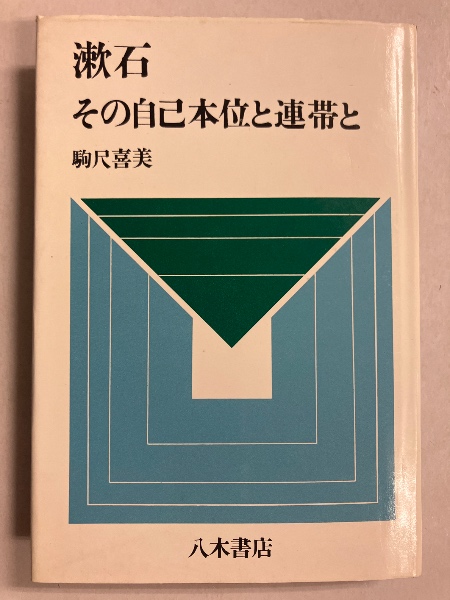 漱石
その自己本位と連帯と
駒尺喜美
八木書店